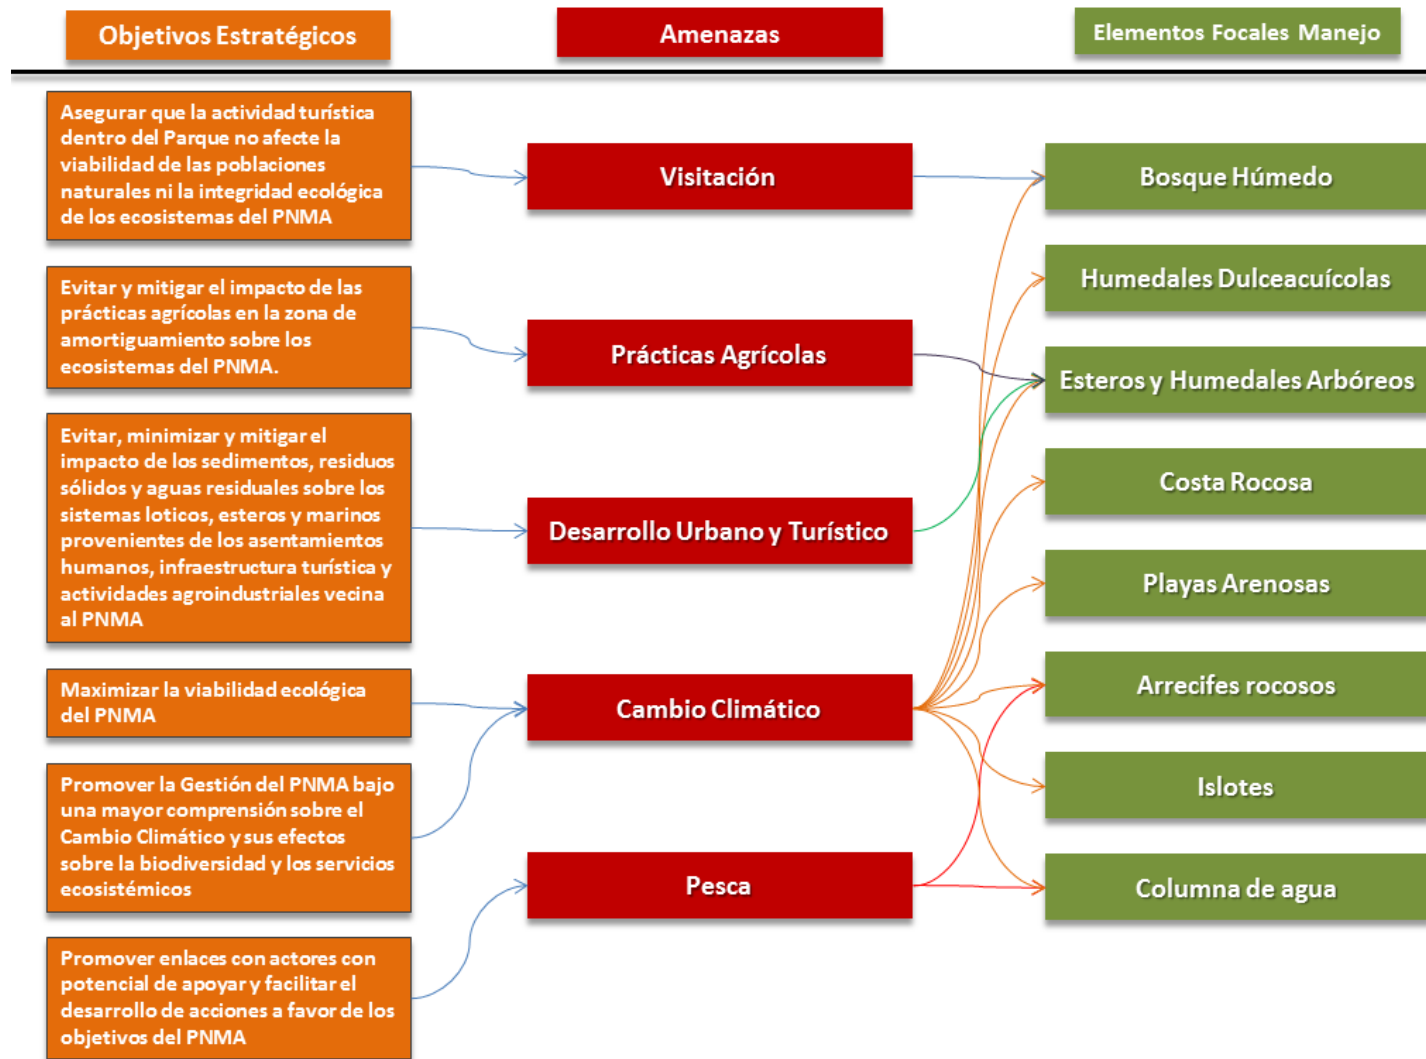 Objetivos Estratégicos
Amenazas
Elementos Focales Manejo
Asegurar que la actividad turística
dentro del Parque no afecte la
viabilidad de las poblaciones
naturales ni la integridad ecológica
de los ecosistemas del PNMA
Visitación
Bosque Húmedo
Humedales Dulceacuícolas
Evitar y mitigar el impacto de las
prácticas agrícolas en la zona de
amortiguamiento sobre los
ecosistemas del PNMA.
Prácticas Agrícolas
Esteros y Humedales Arbóreos
Evitar, minimizar y mitigar el
impacto de los sedimentos, residuos
sólidos y aguas residuales sobre los
sistemas loticos, esteros y marinos
provenientes de los asentamientos
humanos, infraestructura turística y
actividades agroindustriales vecina
al PNMA
Desarrollo Urbano y Turístico
Costa Rocosa
Playas Arenosas
Maximizar la viabilidad ecológica
del PNMA
Cambio Climático
Arrecifes rocosos
Promover la Gestión del PNMA bajo
una mayor comprensión sobre el
Cambio Climático y sus efectos
sobre la biodiversidad y los servicios
ecosistémicos
Islotes
Pesca
Columna de agua
Promover enlaces con actores con
potencial de apoyar y facilitar el
desarrollo de acciones a favor de los
objetivos del PNMA